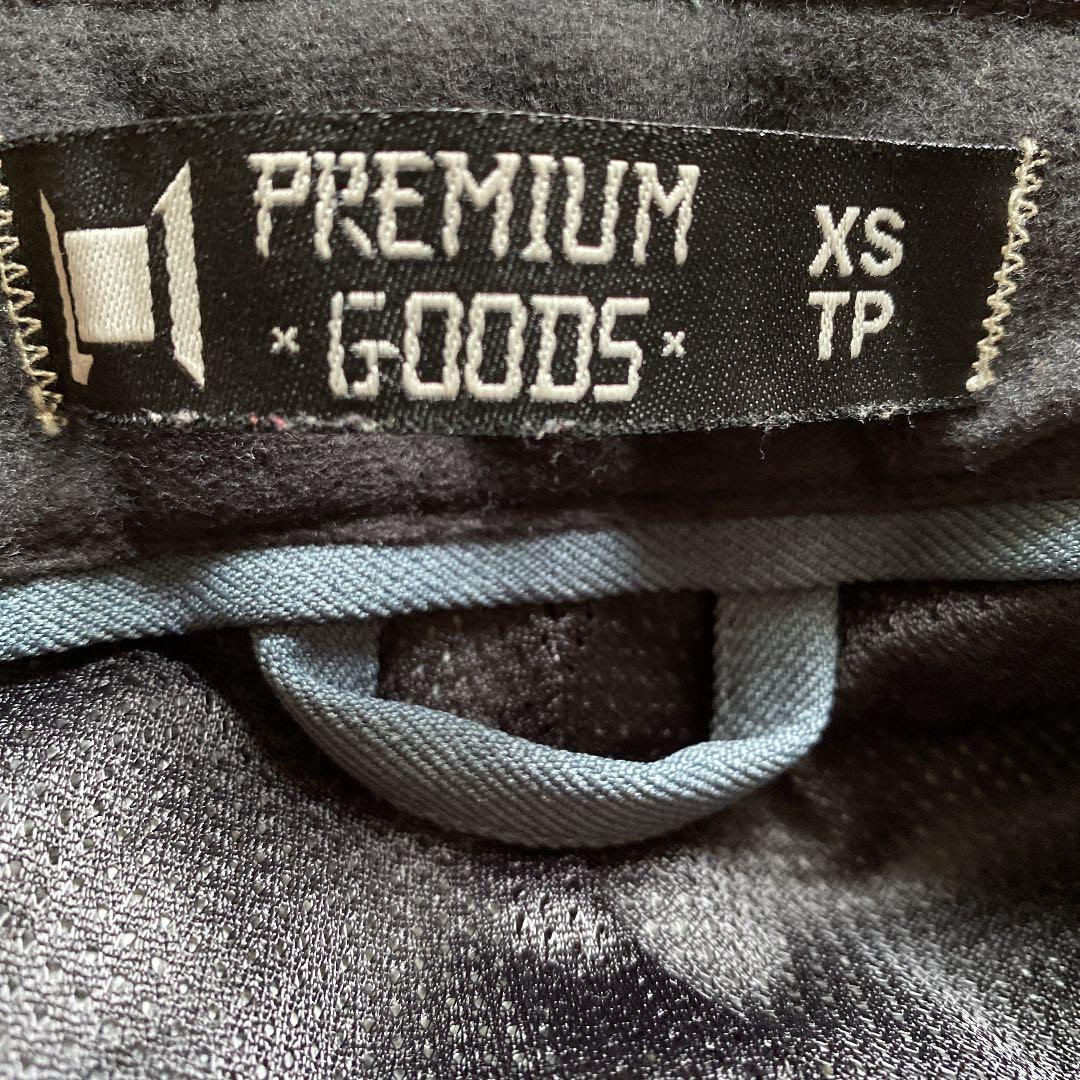 PREMIUM
× GOODS ×
XS
TP